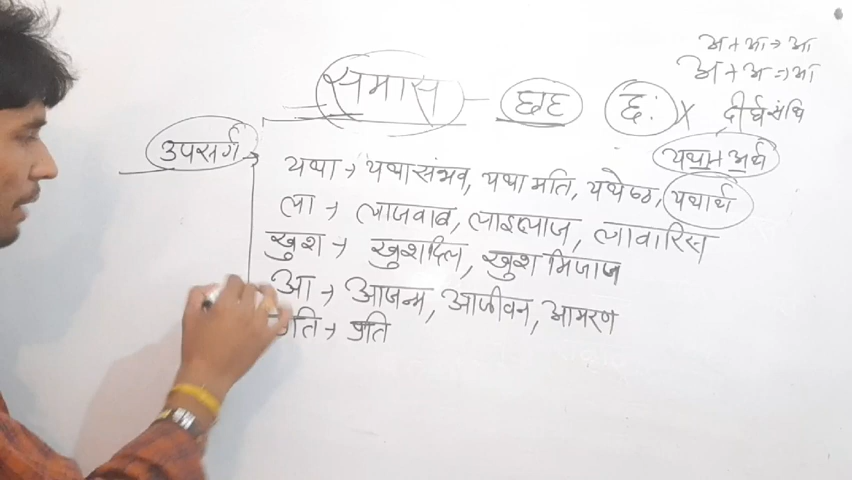 अ + आ → आ
अ + अ → आ
समास - छह छः × दीर्घ संधि
उपसर्ग → यथा + अर्थ
यथा → यथासंभव, यथामति, यथेष्ठ, यथार्थ
ला → लाजवाब, लाइलाज, लावारिस
खुश → खुशदिल, खुशमिजाज
आ → आजन्म, आजीवन, आमरण
प्रति → प्रति